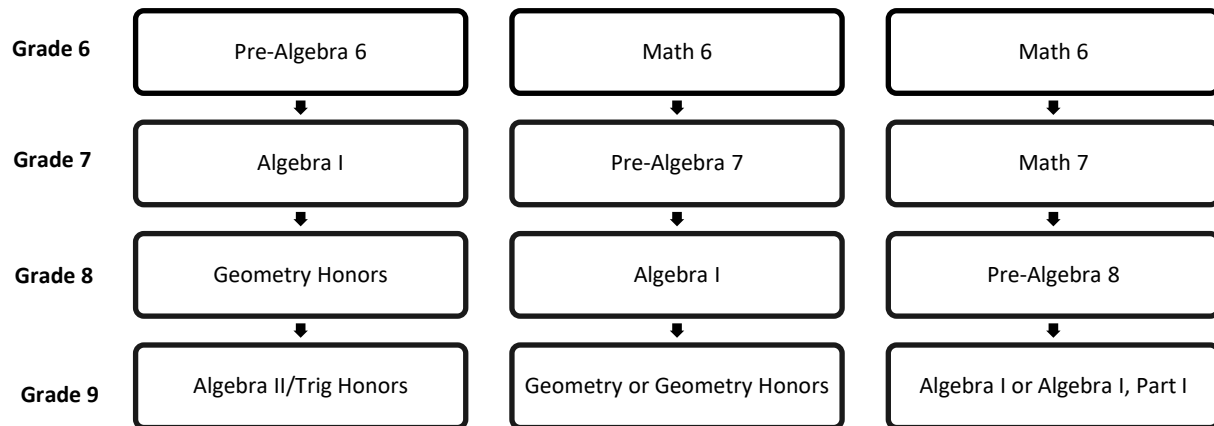 Grade 6
Pre-Algebra 6
Math 6
Math 6
Grade 7
Algebra I
Pre-Algebra 7
Math 7
Grade 8
Geometry Honors
Algebra I
Pre-Algebra 8
Grade 9
Algebra II/Trig Honors
Geometry or Geometry Honors
Algebra I or Algebra I, Part I